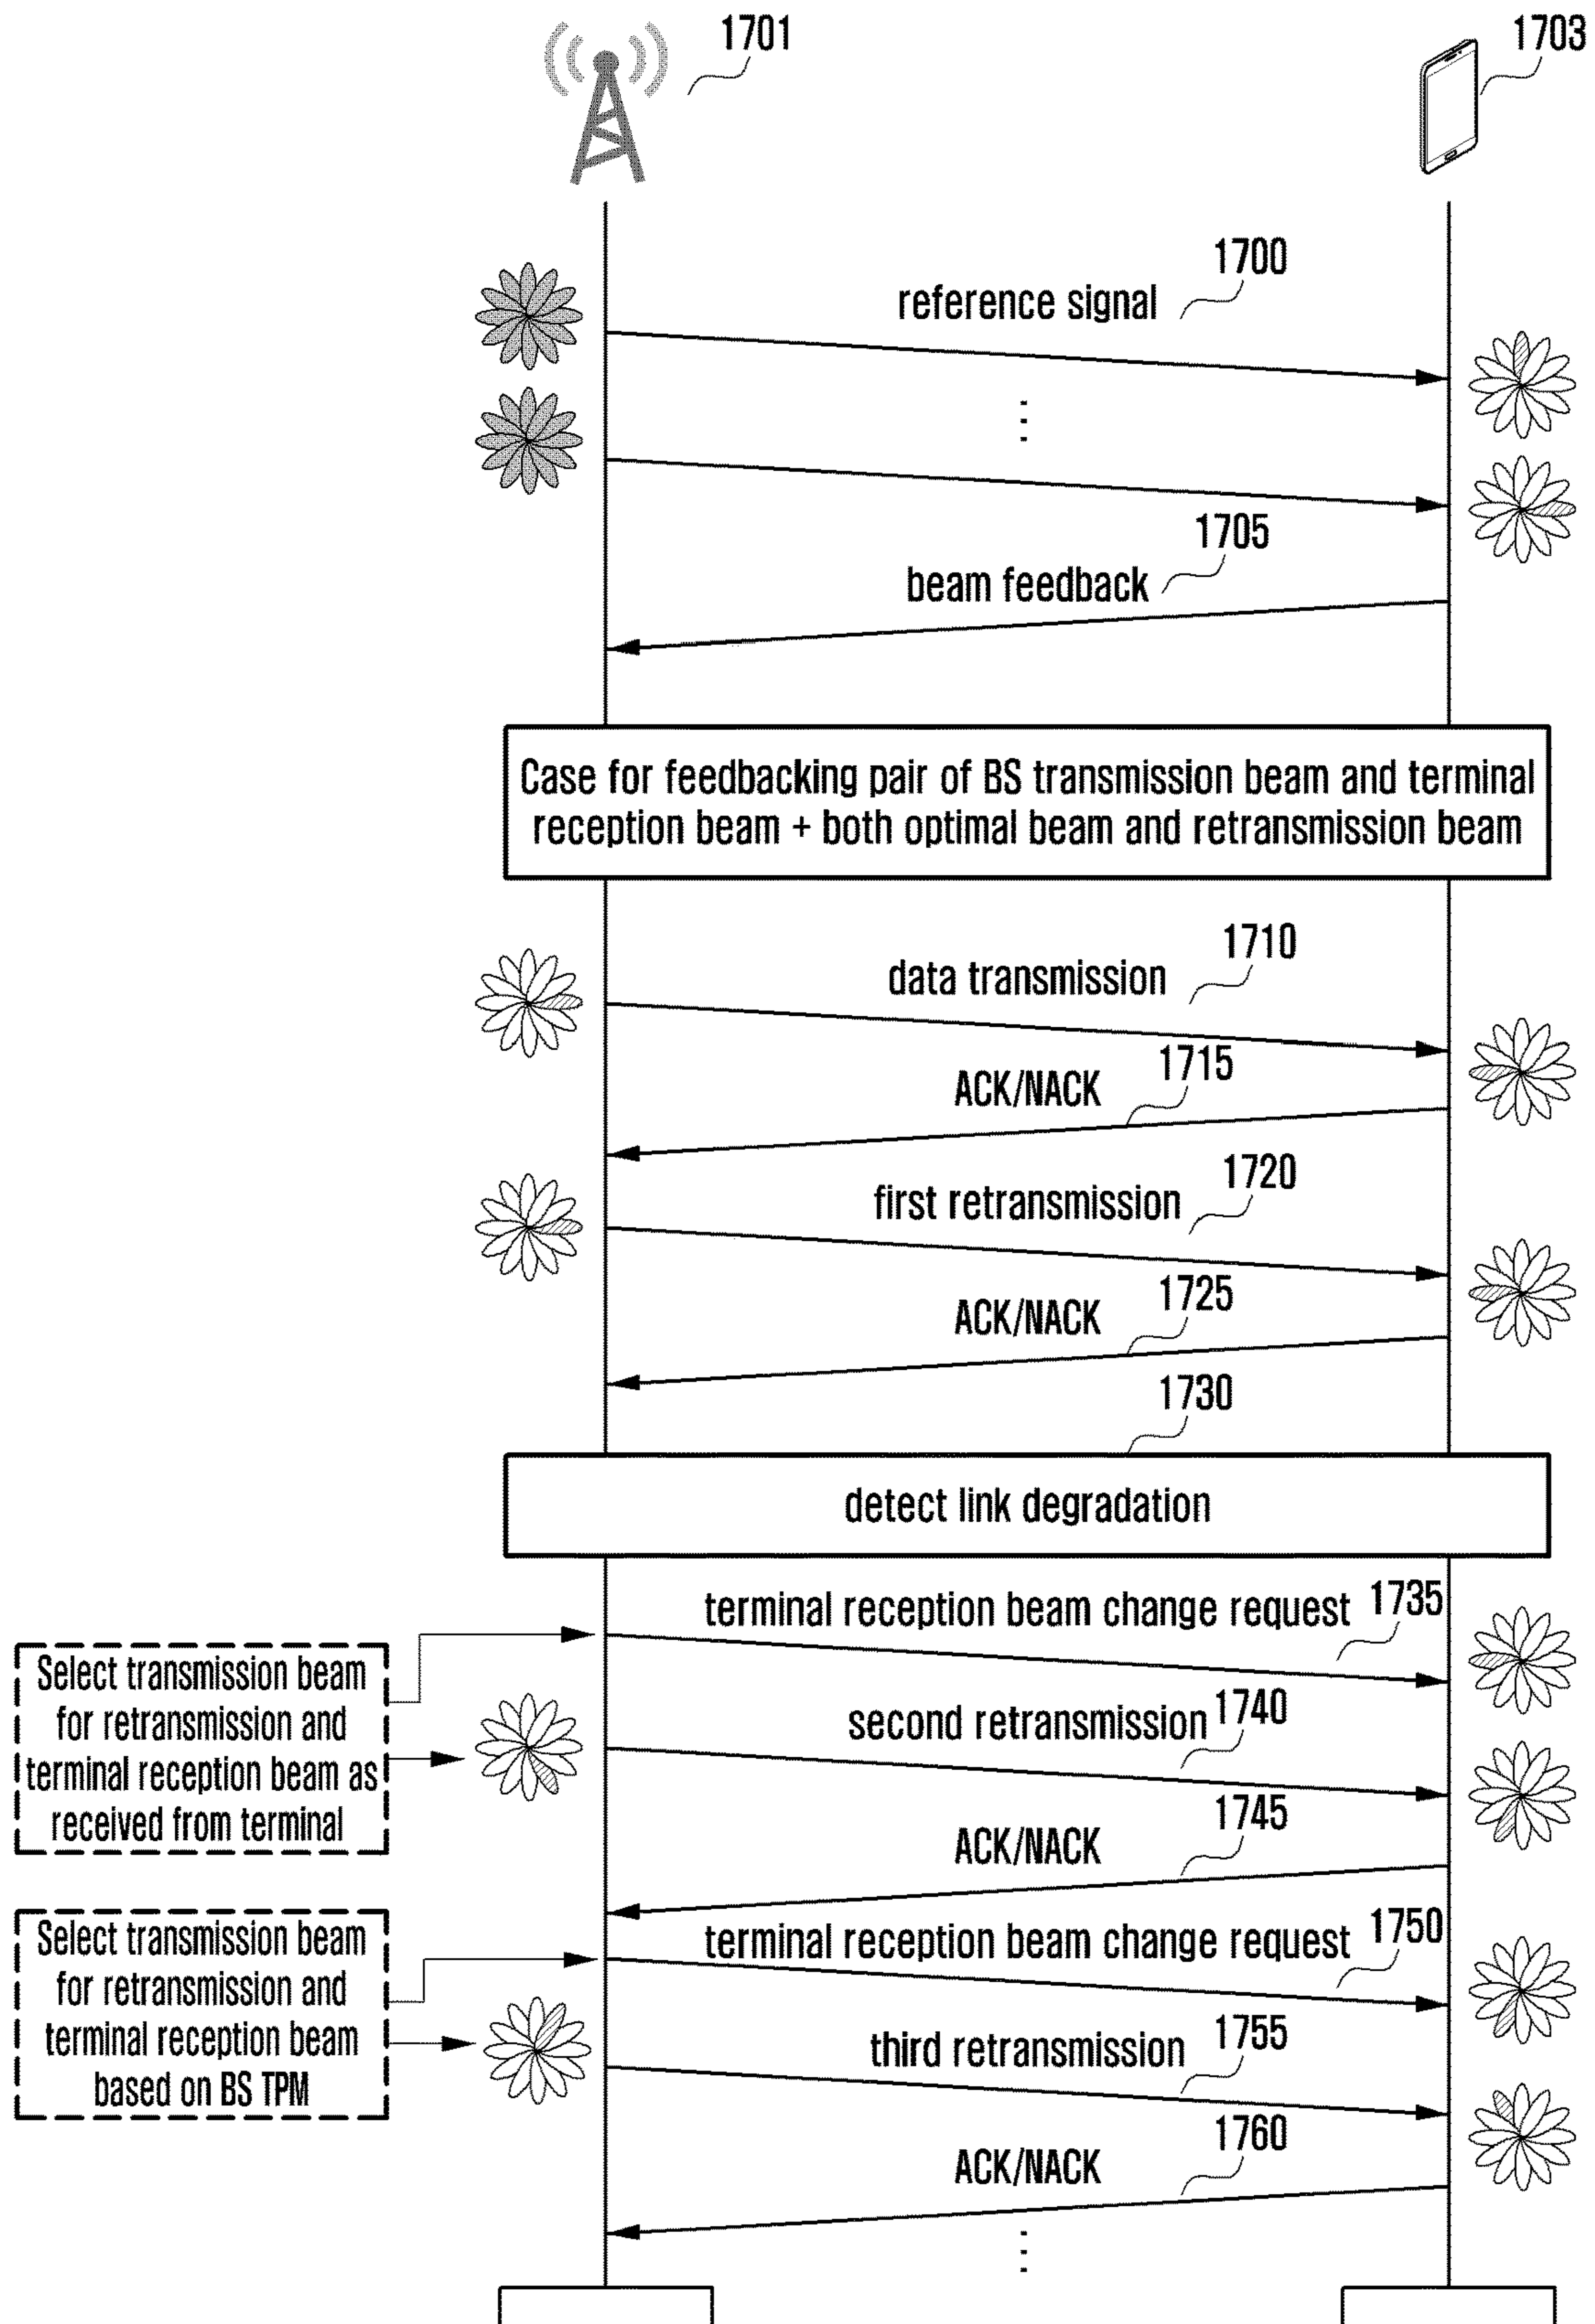 1701
1703
1700
reference signal
1705
beam feedback
Case for feedbacking pair of BS transmission beam and terminal
reception beam + both optimal beam and retransmission beam
1710
data transmission
1715
ACK/NACK
1720
first retransmission
1725
ACK/NACK
1730
detect link degradation
terminal reception beam change request 1735
Select transmission beam
for retransmission and
terminal reception beam as
received from terminal
second retransmission 1740
1745
ACK/NACK
terminal reception beam change request 1750
Select transmission beam
for retransmission and
terminal reception beam
based on BS TPM
third retransmission 1755
1760
ACK/NACK